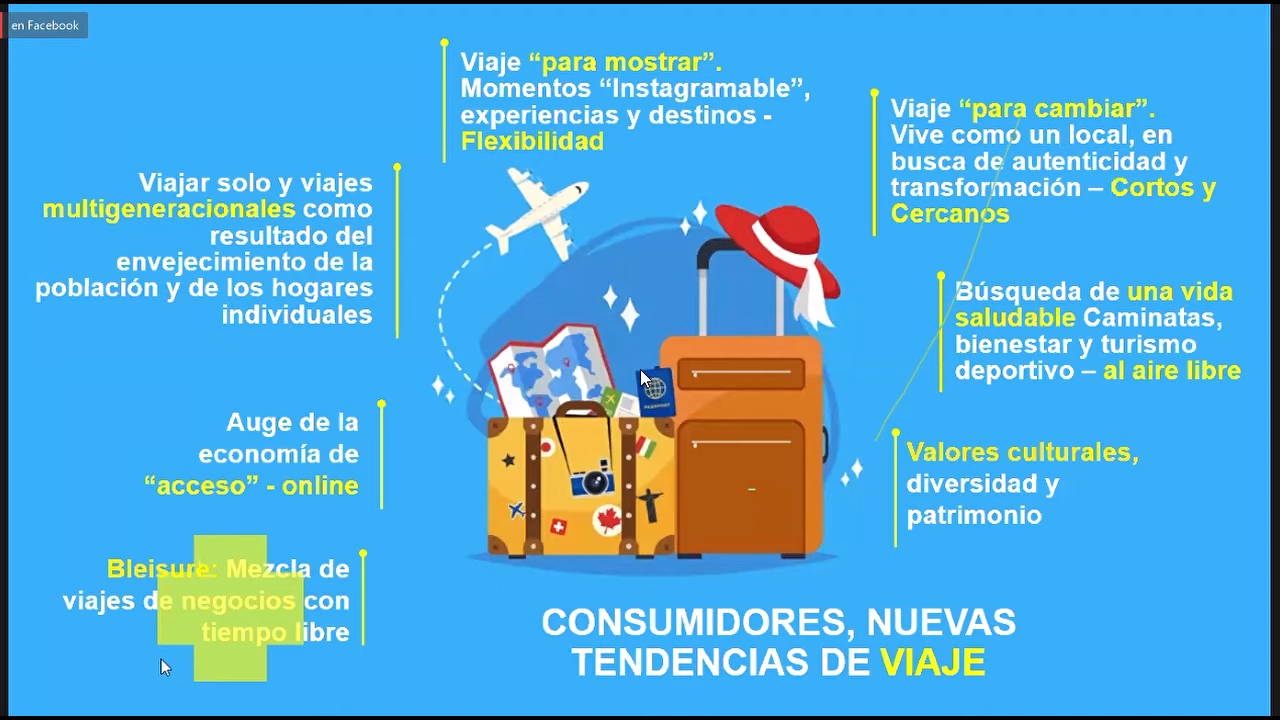 en Facebook
Viaje “para mostrar”.
Momentos “Instagramable”,
experiencias y destinos -
Flexibilidad
Viaje “para cambiar”.
Vive como un local, en
busca de autenticidad y
transformación – Cortos y
Cercanos
Viajar solo y viajes
multigeneracionales como
resultado del
envejecimiento de la
población y de los hogares
individuales
Búsqueda de una vida
saludable Caminatas,
bienestar y turismo
deportivo – al aire libre
Auge de la
economía de
“acceso” - online
Valores culturales,
diversidad y
patrimonio
Bleisure: Mezcla de
viajes de negocios con
tiempo libre
PASSPORT
CONSUMIDORES, NUEVAS
TENDENCIAS DE VIAJE